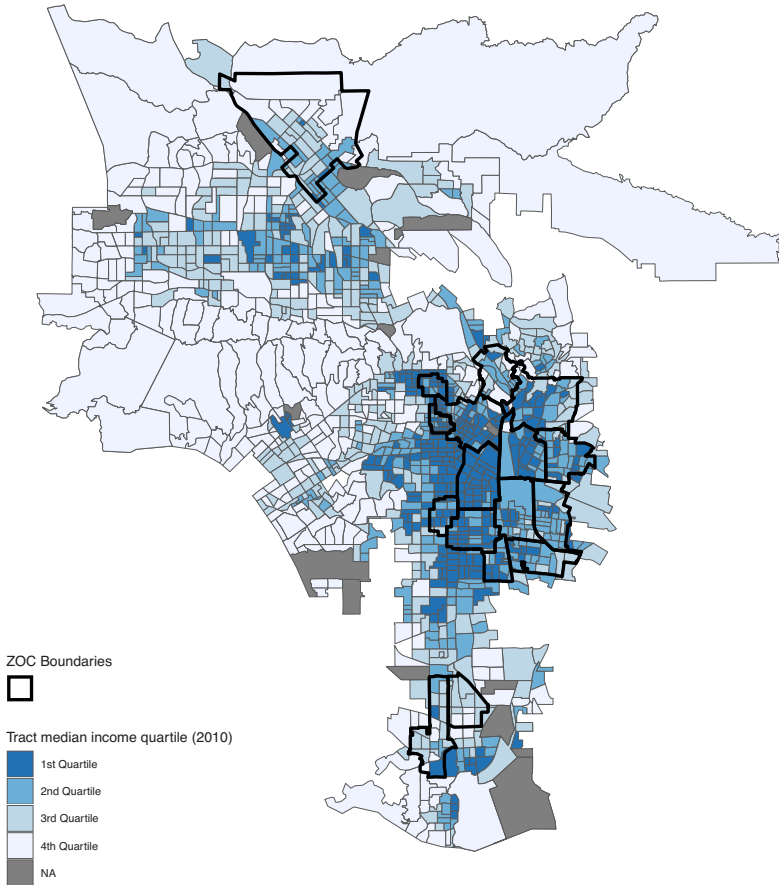 ZOC Boundaries
Tract median income quartile (2010)
1st Quartile
2nd Quartile
3rd Quartile
4th Quartile
NA